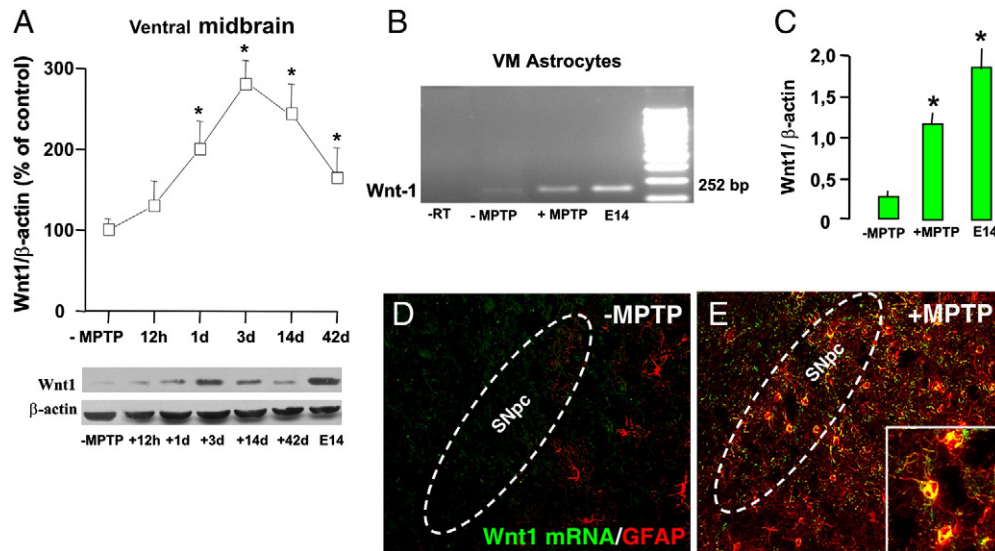 A
Ventral midbrain
Wnt1/β-actin (% of control)
300
250
200
150
100
0
*
*
*
*
- MPTP 12h 1d 3d 14d 42d
Wnt1
β-actin
-MPTP +12h +1d +3d +14d +42d E14
B
VM Astrocytes
Wnt-1
252 bp
-RT - MPTP + MPTP E14
C
Wnt1/ β-actin
2,0
1,5
1,0
0,5
0
*
*
-MPTP +MPTP E14
D
-MPTP
SNpc
Wnt1 mRNA/GFAP
E
+MPTP
SNpc